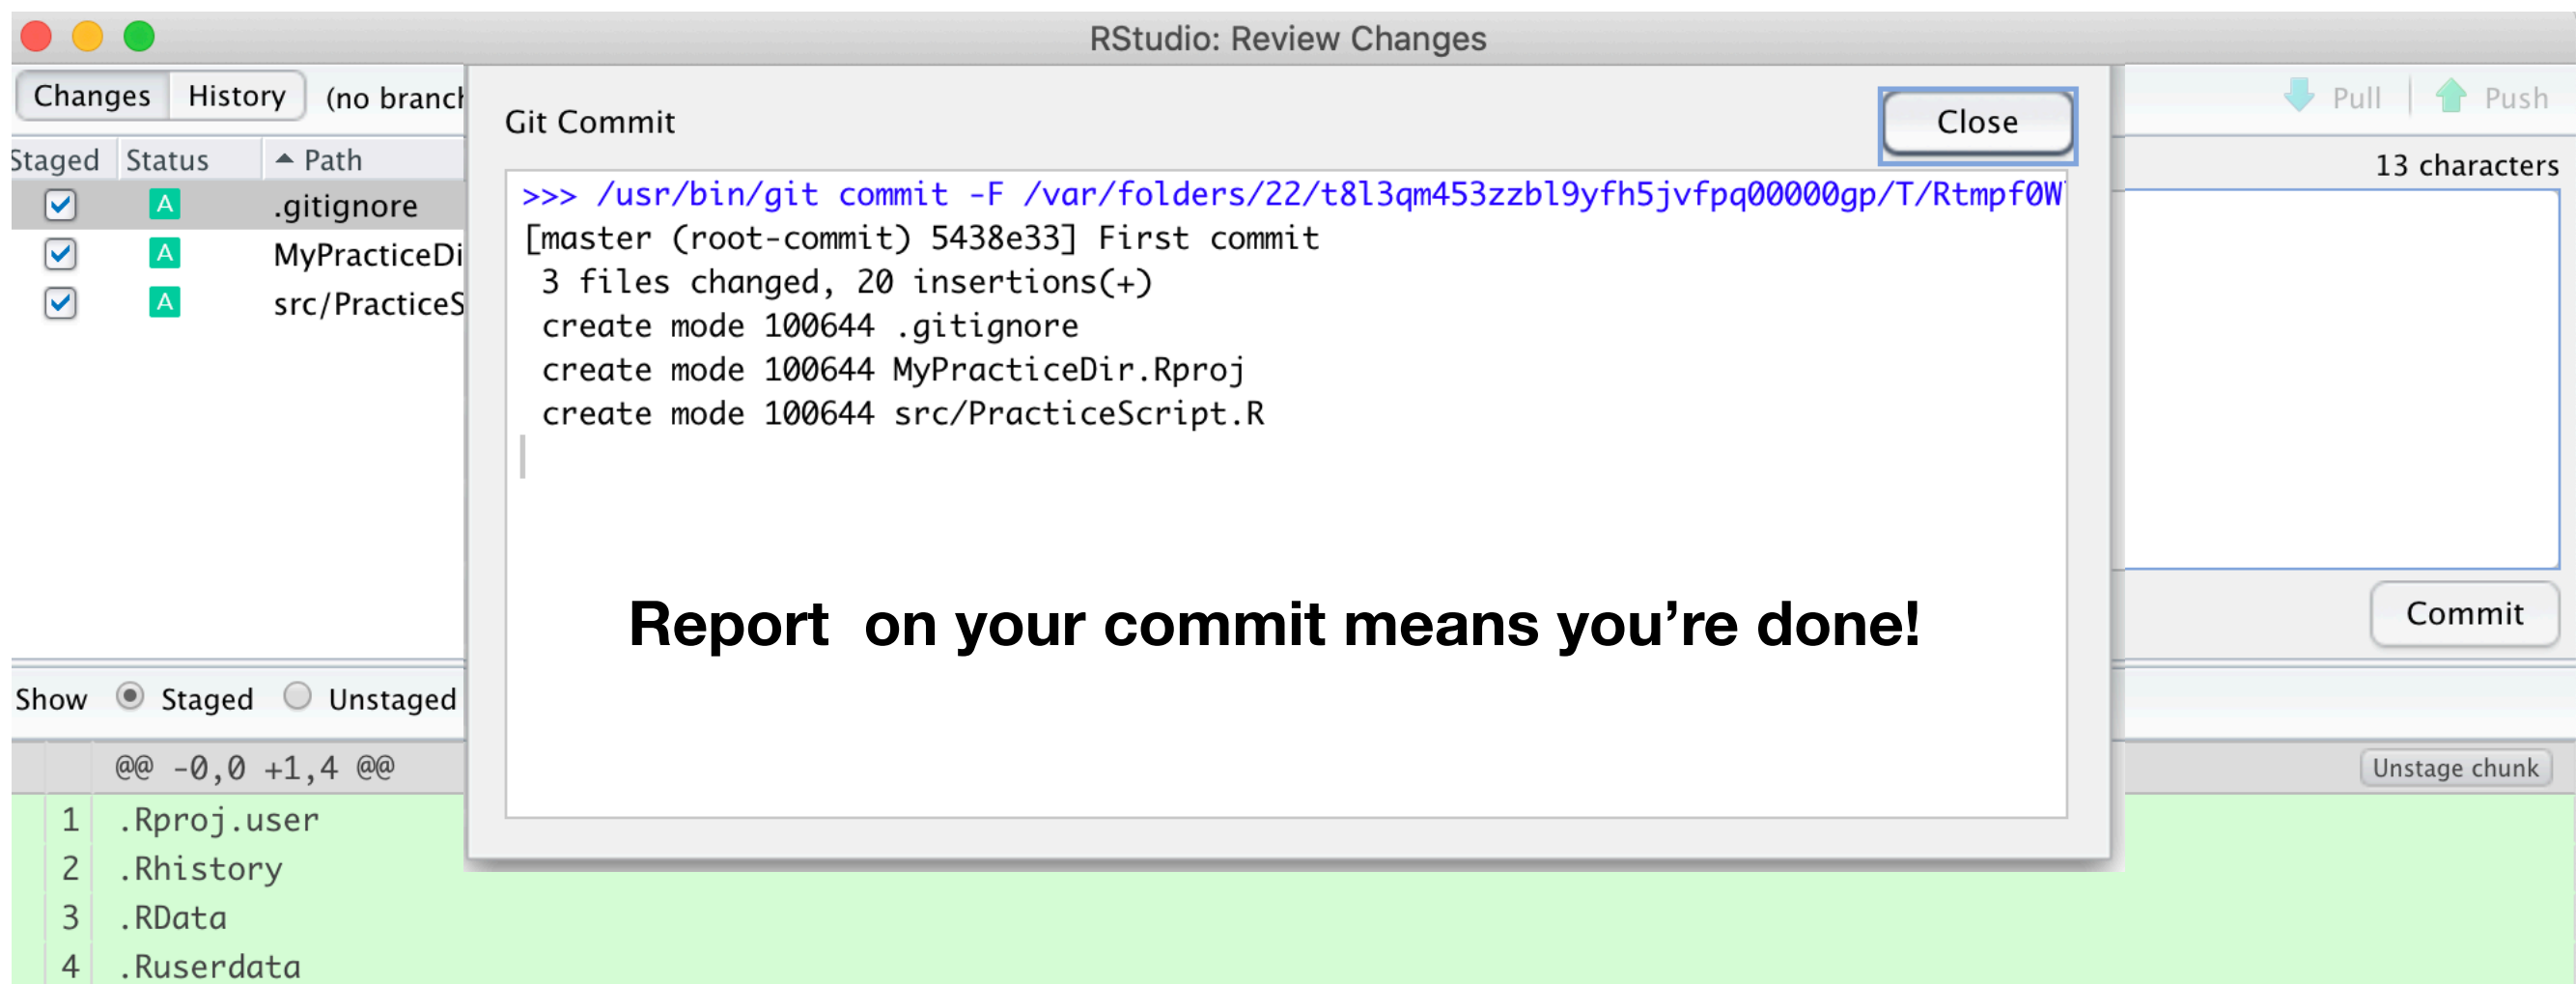 RStudio: Review Changes
Changes History (no branch
Pull Push
Staged Status Path
13 characters
A .gitignore
A MyPracticeDi
A src/PracticeS
Git Commit
Close
>>> /usr/bin/git commit -F /var/folders/22/t8l3qm453zzbl9yfh5jvfpq00000gp/T/Rtmpf0W
[master (root-commit) 5438e33] First commit
3 files changed, 20 insertions(+)
create mode 100644 .gitignore
create mode 100644 MyPracticeDir.Rproj
create mode 100644 src/PracticeScript.R
Report on your commit means you’re done!
Commit
Show Staged Unstaged
@@ -0,0 +1,4 @@
Unstage chunk
1 .Rproj.user
2 .Rhistory
3 .RData
4 .Ruserdata